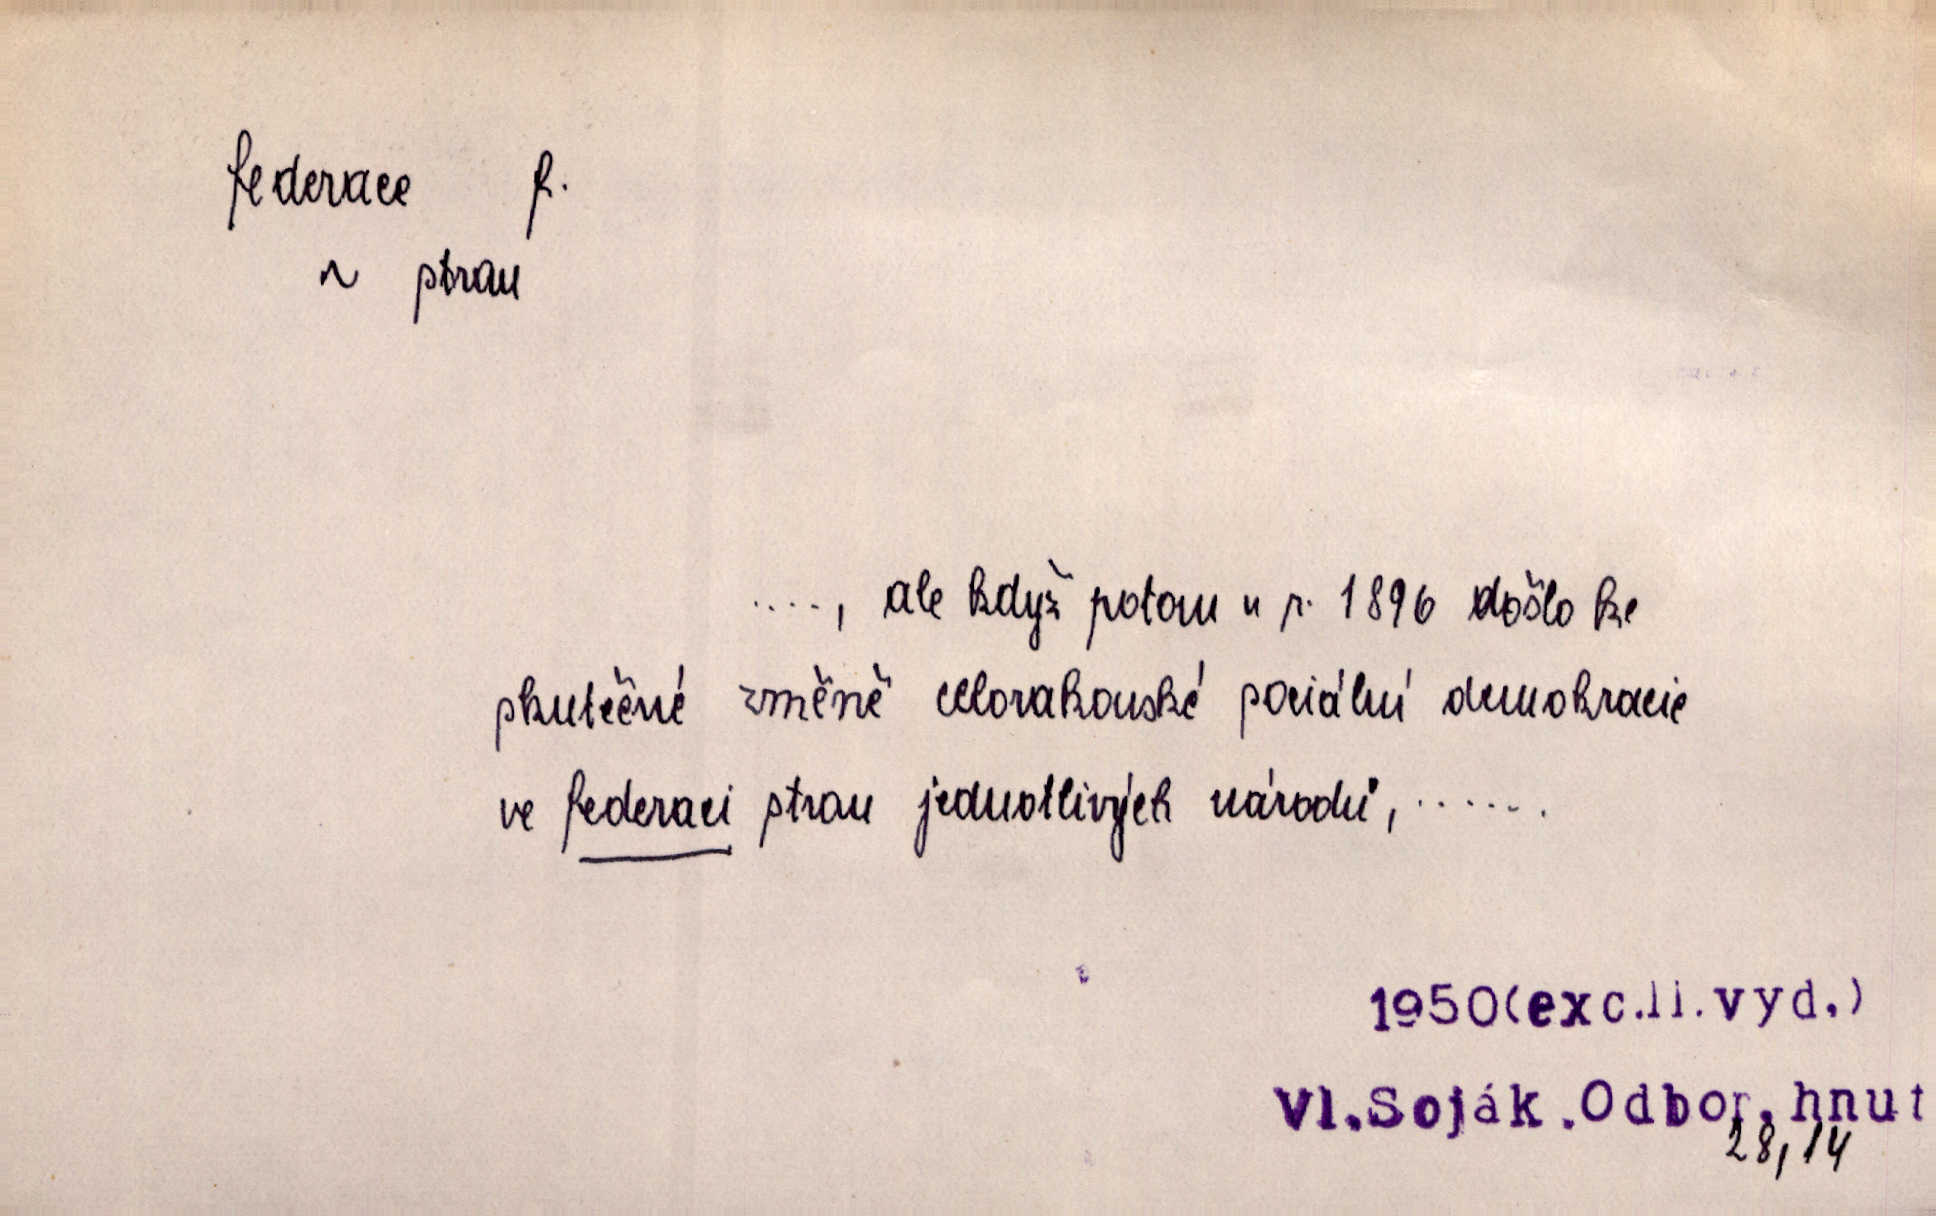 federace f.
~ stran
...., ale když potom v r. 1896 došlo ke
skutečné změně celorakouské sociální demokracie
ve federaci stran jednotlivých národů, ......
1950(exc.II.vyd.)
Vl.Soják.Odbor.hnut
28,14